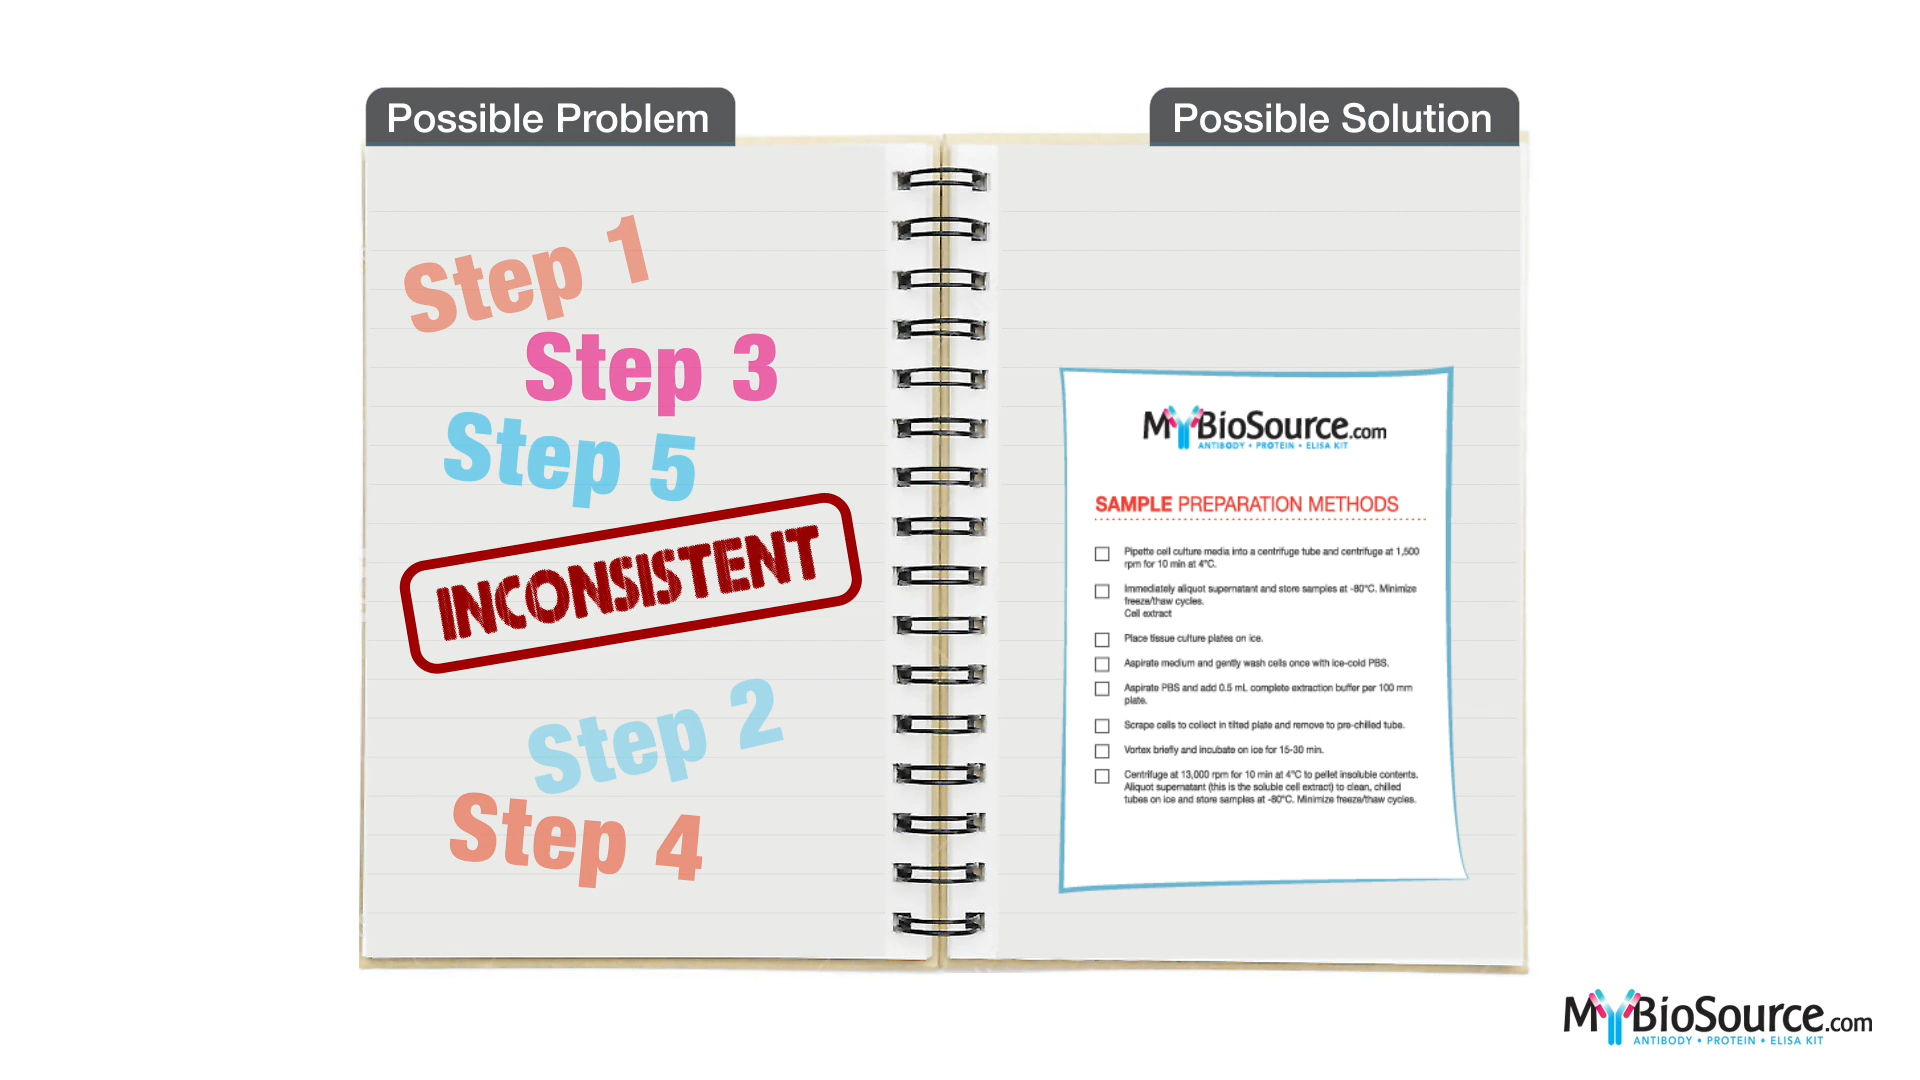 Possible Problem
Step 1
Step 3
Step 5
INCONSISTENT
Step 2
Step 4
Possible Solution
MYBioSource.com
ANTIBODY • PROTEIN • ELISA KIT
SAMPLE PREPARATION METHODS
Pipette cell culture media into a centrifuge tube and centrifuge at 1,500
rpm for 10 min at 4°C.
Immediately aliquot supernatant and store samples at -80°C. Minimize
freeze/thaw cycles.
Cell extract
Place tissue culture plates on ice.
Aspirate medium and gently wash cells once with ice-cold PBS.
Aspirate PBS and add 0.5 mL complete extraction buffer per 100 mm
plate.
Scrape cells to collect in tilted plate and remove to pre-chilled tube.
Vortex briefly and incubate on ice for 15-30 min.
Centrifuge at 13,000 rpm for 10 min at 4°C to pellet insoluble contents.
Aliquot supernatant (this is the soluble cell extract) to clean, chilled
tubes on ice and store samples at -80°C. Minimize freeze/thaw cycles.
MYBioSource.com
ANTIBODY • PROTEIN • ELISA KIT